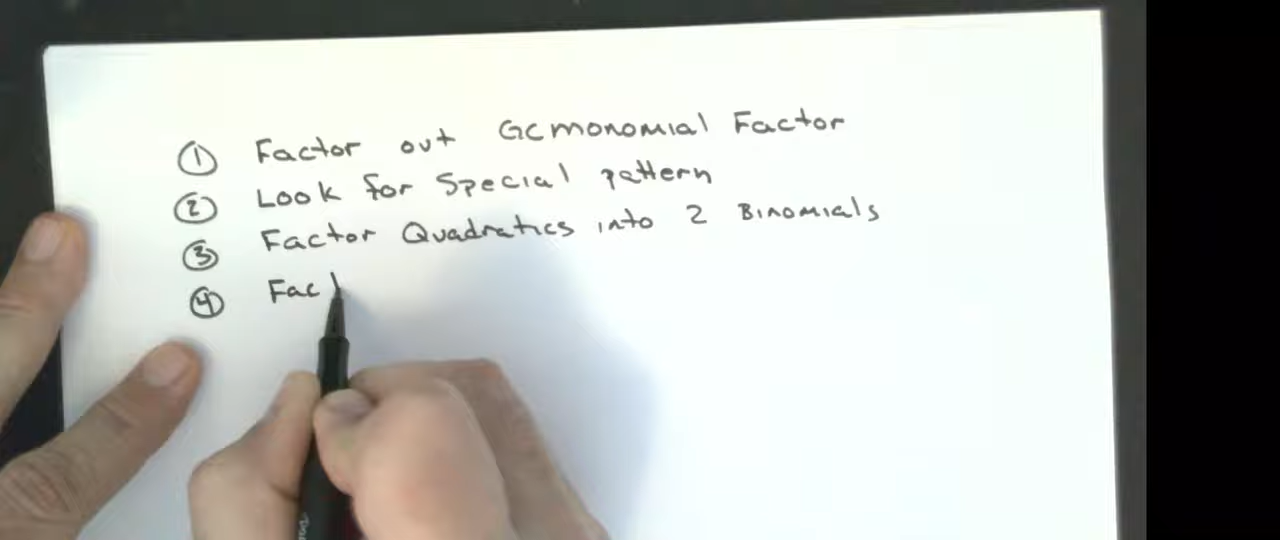 ① Factor out GCmonomial Factor
② Look for Special pattern
③ Factor Quadratics into 2 Binomials
④ Fac